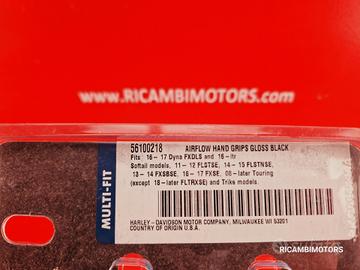 www.RICAMBIMOTORS.com
MULTI-FIT
56100218 AIRFLOW HAND GRIPS GLOSS BLACK
Fits 16 - 17 Dyna FXDLS and 16 -ltr
Softail models, 11 - 12 FLSTSE, 14 - 15 FLSTNSE,
13 - 14 FXSBSE, 16 - 17 FXSE, 08 -later Touring
(except 18 -later FLTRXSE) and Trike models.
HARLEY - DAVIDSON MOTOR COMPANY, MILWAUKEE WI 53201
COUNTRY OF ORIGIN U.S.A.
RICAMBIMOTORS